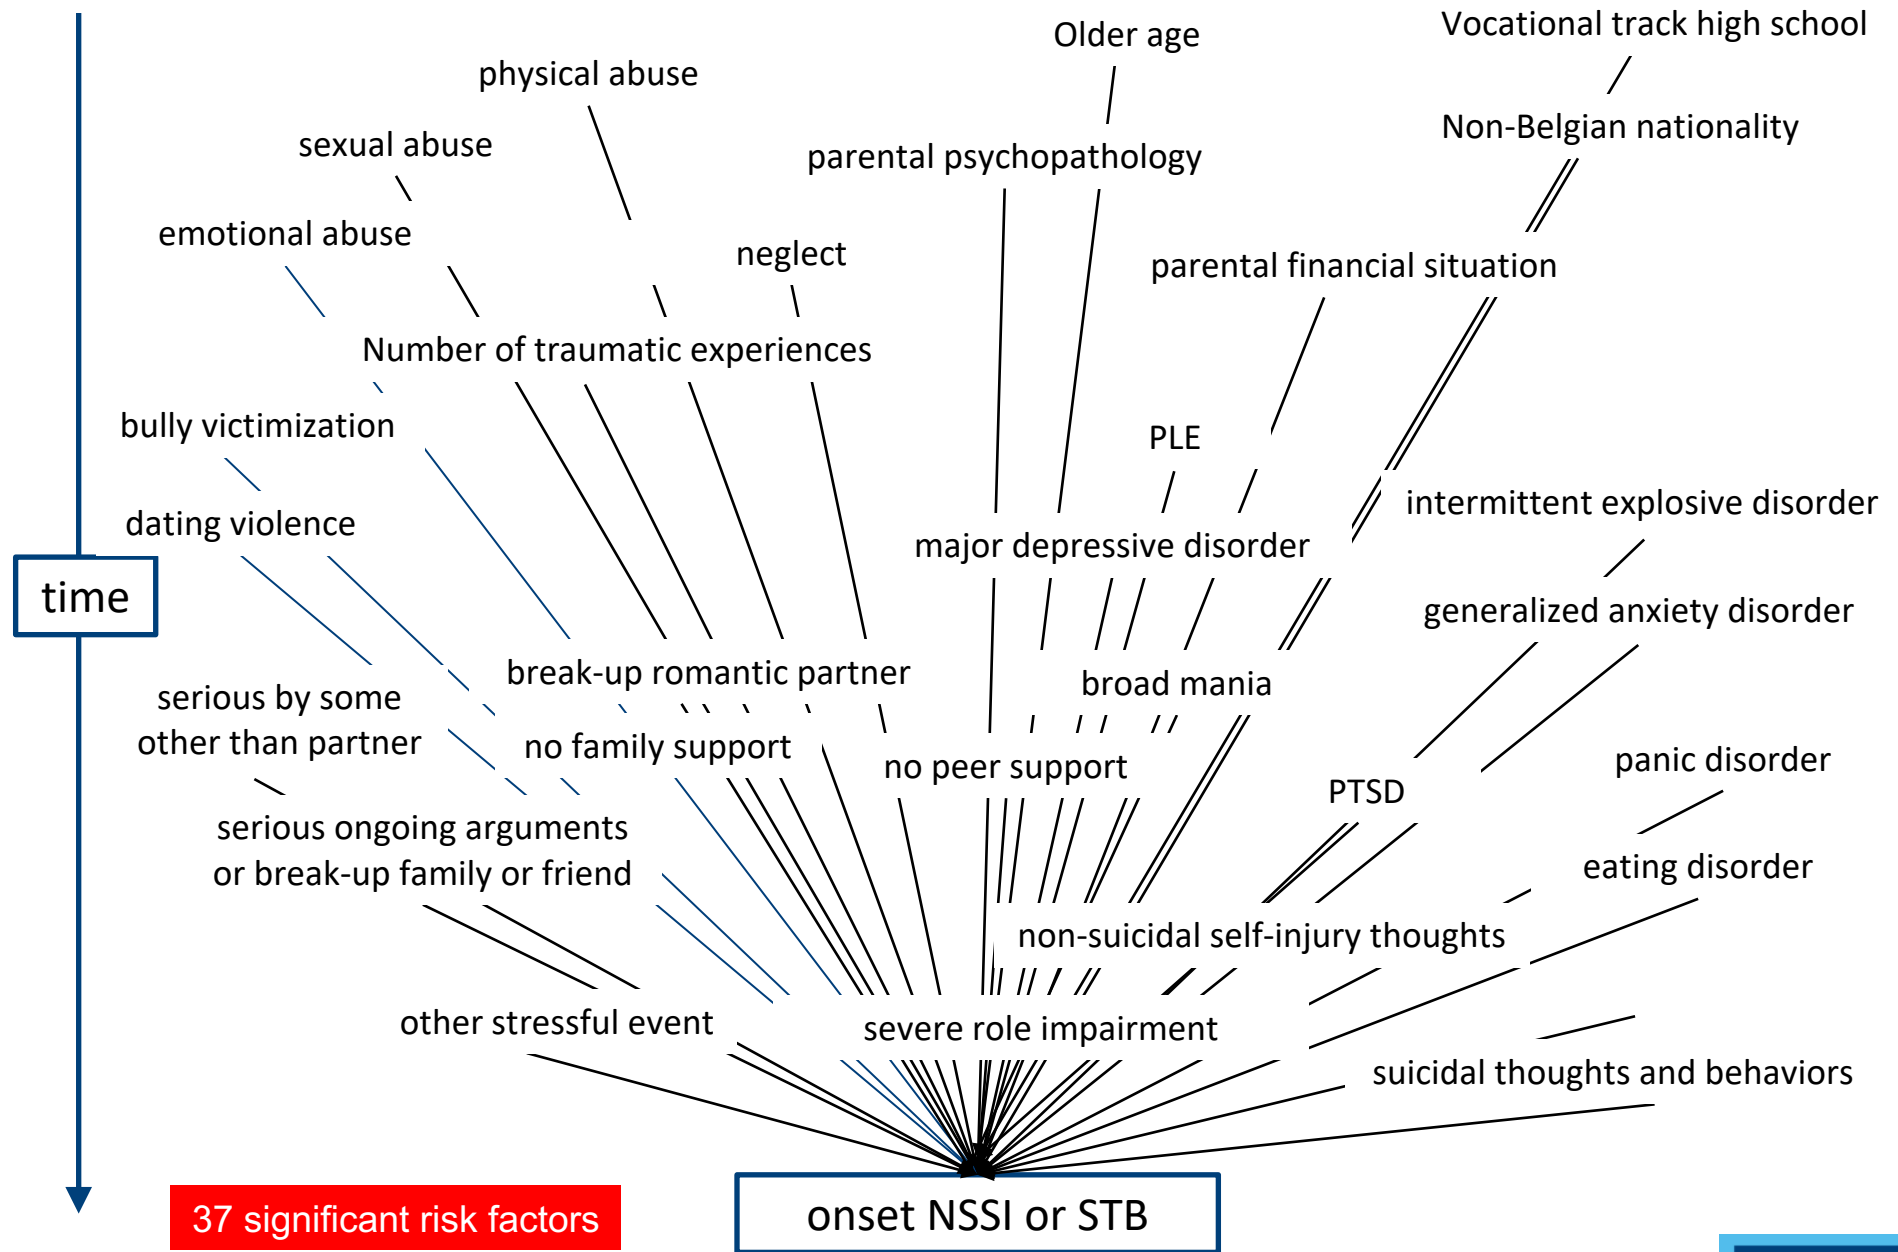 Vocational track high school
Older age
physical abuse
Non-Belgian nationality
sexual abuse
parental psychopathology
emotional abuse
neglect
parental financial situation
Number of traumatic experiences
bully victimization
PLE
intermittent explosive disorder
dating violence
major depressive disorder
time
generalized anxiety disorder
break-up romantic partner
broad mania
serious by some
other than partner
no family support
no peer support
panic disorder
PTSD
serious ongoing arguments
or break-up family or friend
eating disorder
non-suicidal self-injury thoughts
other stressful event
severe role impairment
suicidal thoughts and behaviors
37 significant risk factors
onset NSSI or STB